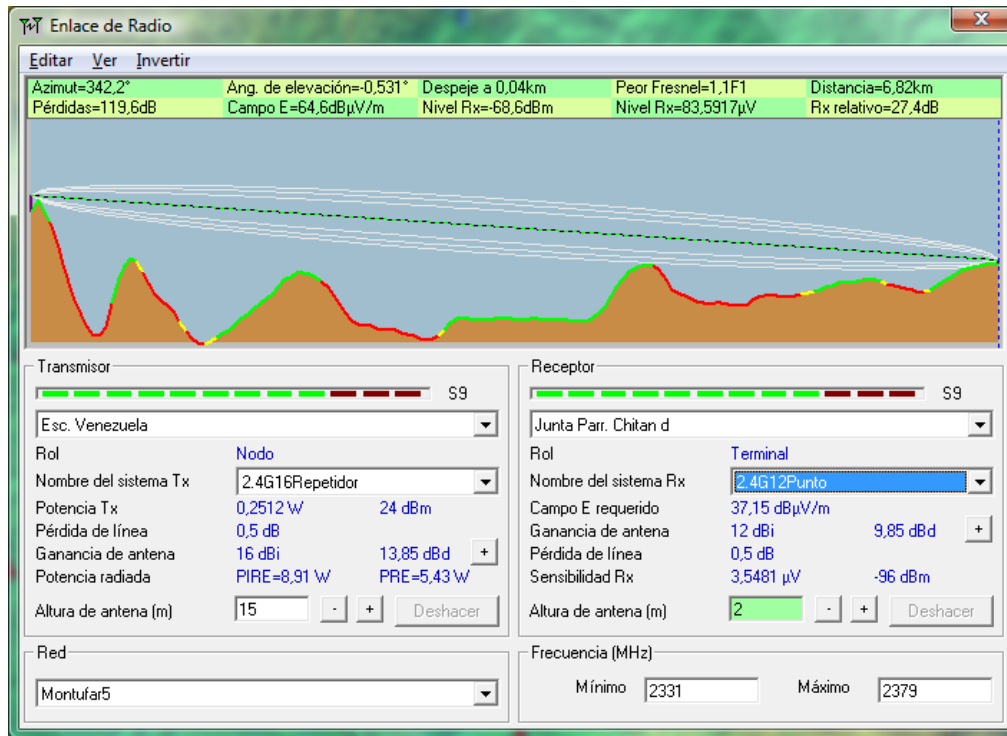 Enlace de Radio
Editar Ver Invertir
Azimut=342,2° Ang. de elevación=-0,531° Despeje a 0,04km Peor Fresnel=1,1F1 Distancia=6,82km
Pérdidas=119,6dB Campo E=64,6dBµV/m Nivel Rx=-68,6dBm Nivel Rx=83,5917µV Rx relativo=27,4dB
Transmisor
S9
Esc. Venezuela
Rol Nodo
Nombre del sistema Tx 2.4G16Repetidor
Potencia Tx 0,2512 W 24 dBm
Pérdida de línea 0,5 dB
Ganancia de antena 16 dBi 13,85 dBd +
Potencia radiada PIRE=8,91 W PRE=5,43 W
Altura de antena (m) 15 - + Deshacer
Receptor
S9
Junta Parr. Chitan d
Rol Terminal
Nombre del sistema Rx 2.4G12Punto
Campo E requerido 37,15 dBµV/m
Ganancia de antena 12 dBi 9,85 dBd +
Pérdida de línea 0,5 dB
Sensibilidad Rx 3,5481 µV -96 dBm
Altura de antena (m) 2 - + Deshacer
Red
Montufar5
Frecuencia (MHz)
Mínimo 2331 Máximo 2379